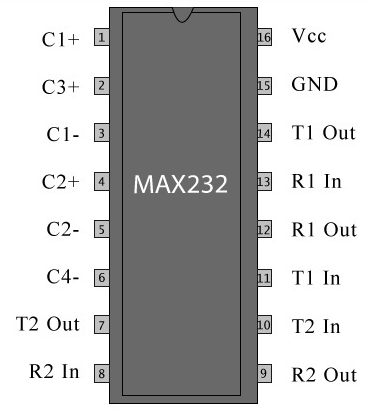 C1+ 1 16 Vcc
C3+ 2 15 GND
C1- 3 14 T1 Out
C2+ 4 MAX232 13 R1 In
C2- 5 12 R1 Out
C4- 6 11 T1 In
T2 Out 7 10 T2 In
R2 In 8 9 R2 Out